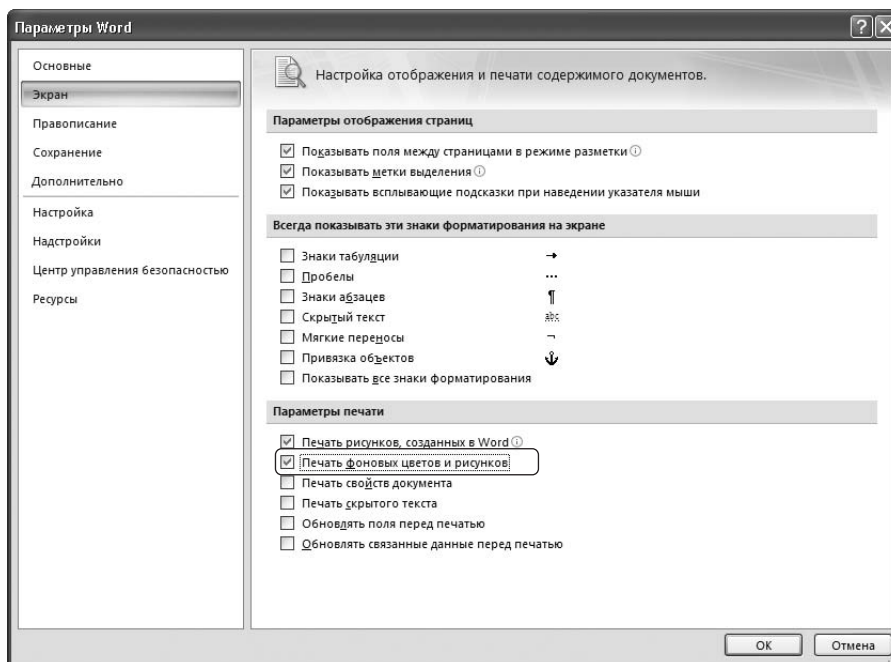 Параметры Word
Основные
Экран
Правописание
Сохранение
Дополнительно
Настройка
Надстройки
Центр управления безопасностью
Ресурсы
Настройка отображения и печати содержимого документов.
Параметры отображения страниц
Показывать поля между страницами в режиме разметки
Показывать метки выделения
Показывать всплывающие подсказки при наведении указателя мыши
Всегда показывать эти знаки форматирования на экране
Знаки табуляции →
Пробелы ...
Знаки абзацев ¶
Скрытый текст abc
Мягкие переносы ¬
Привязка объектов
Показывать все знаки форматирования
Параметры печати
Печать рисунков, созданных в Word
Печать фоновых цветов и рисунков
Печать свойств документа
Печать скрытого текста
Обновлять поля перед печатью
Обновлять связанные данные перед печатью
ОК
Отмена